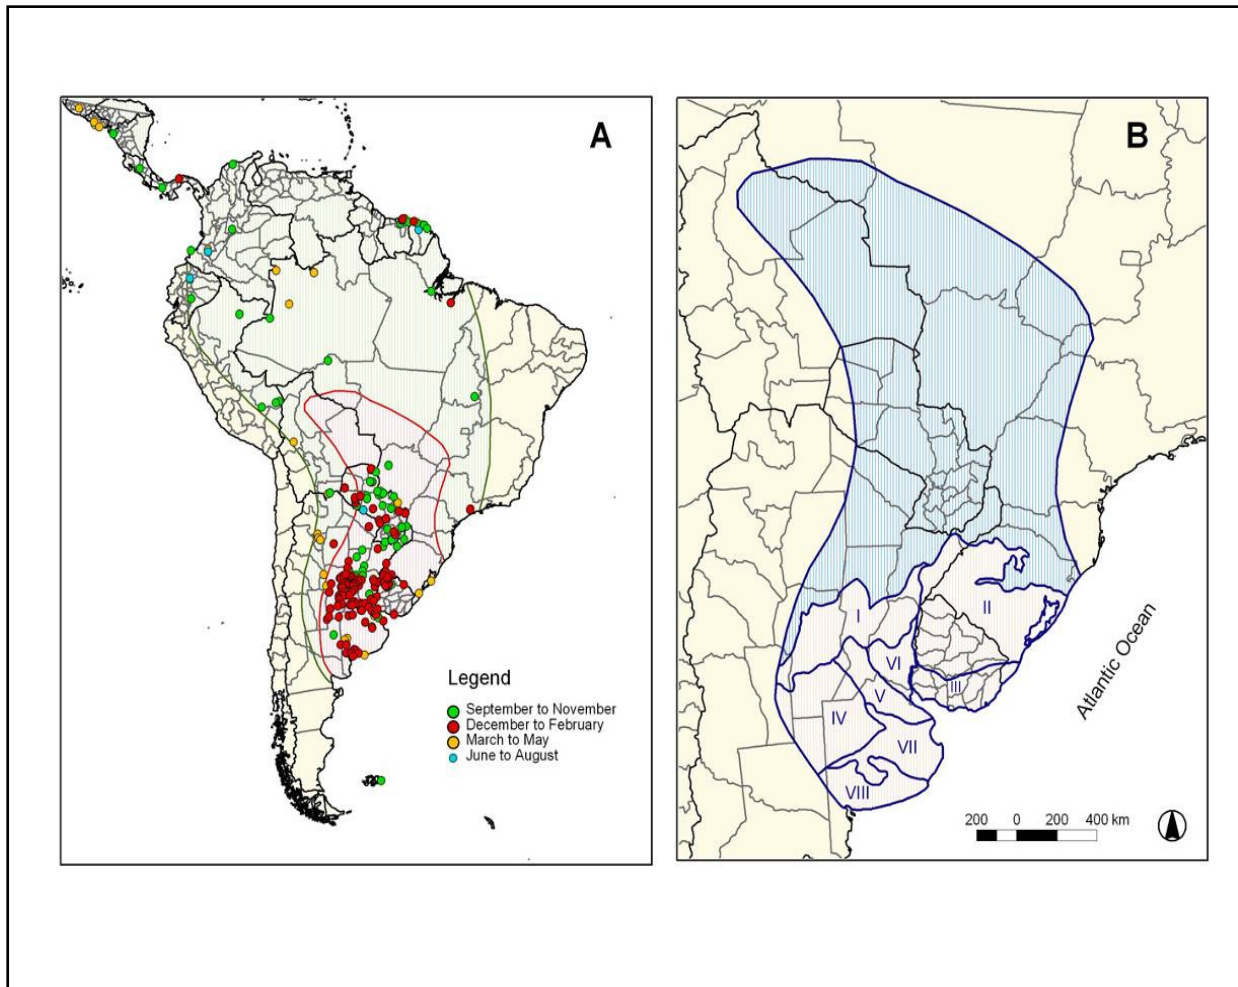 A
Legend
September to November
December to February
March to May
June to August
B
I
II
III
IV
V
VI
VII
VIII
Atlantic Ocean
200 0 200 400 km